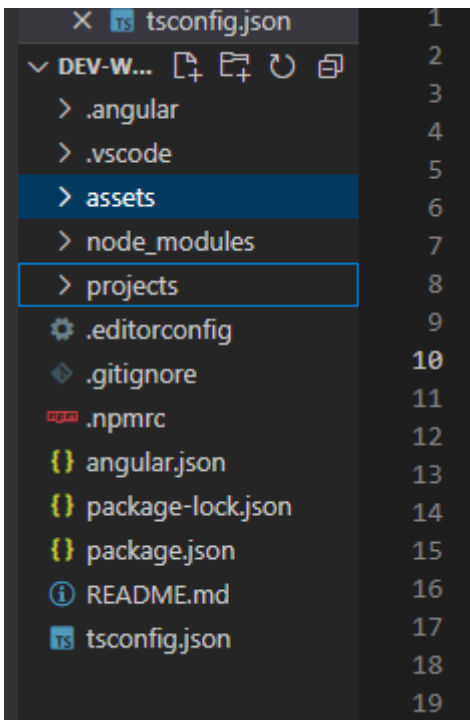 tsconfig.json
DEV-W...
.angular
.vscode
assets
node_modules
projects
.editorconfig
.gitignore
npm .npmrc
{} angular.json
{} package-lock.json
{} package.json
README.md
TS tsconfig.json
1
2
3
4
5
6
7
8
9
10
11
12
13
14
15
16
17
18
19